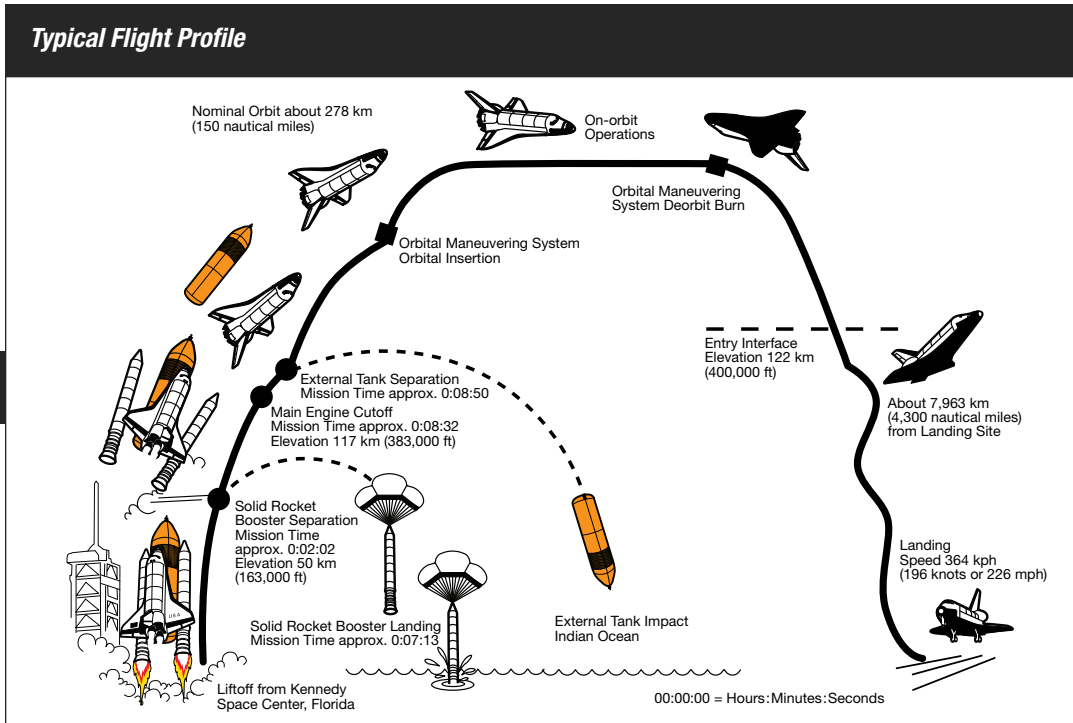 Typical Flight Profile
Nominal Orbit about 278 km
(150 nautical miles)
On-orbit
Operations
Orbital Maneuvering
System Deorbit Burn
Orbital Maneuvering System
Orbital Insertion
Entry Interface
Elevation 122 km
(400,000 ft)
External Tank Separation
Mission Time approx. 0:08:50
Main Engine Cutoff
Mission Time approx. 0:08:32
Elevation 117 km (383,000 ft)
About 7,963 km
(4,300 nautical miles)
from Landing Site
Solid Rocket
Booster Separation
Mission Time
approx. 0:02:02
Elevation 50 km
(163,000 ft)
Landing
Speed 364 kph
(196 knots or 226 mph)
USA
Solid Rocket Booster Landing
Mission Time approx. 0:07:13
External Tank Impact
Indian Ocean
Liftoff from Kennedy
Space Center, Florida
00:00:00 = Hours:Minutes:Seconds